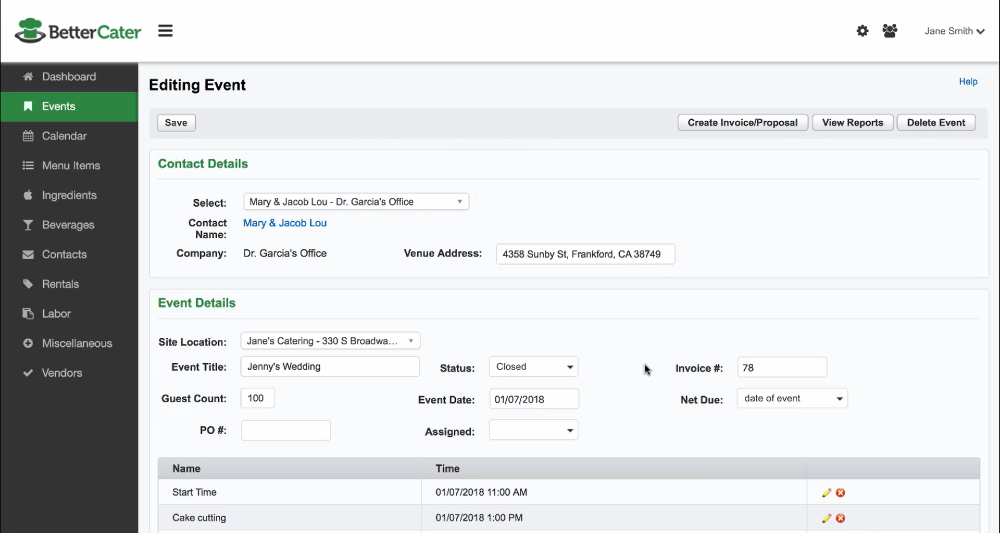 BetterCater
Jane Smith
Dashboard
Events
Calendar
Menu Items
Ingredients
Beverages
Contacts
Rentals
Labor
Miscellaneous
Vendors
Editing Event
Help
Save
Create Invoice/Proposal
View Reports
Delete Event
Contact Details
Select: Mary & Jacob Lou - Dr. Garcia's Office
Contact Name: Mary & Jacob Lou
Company: Dr. Garcia's Office
Venue Address: 4358 Sunby St, Frankford, CA 38749
Event Details
Site Location: Jane's Catering - 330 S Broadwa...
Event Title: Jenny's Wedding
Status: Closed
Invoice #: 78
Guest Count: 100
Event Date: 01/07/2018
Net Due: date of event
PO #:
Assigned:
Name Time
Start Time 01/07/2018 11:00 AM
Cake cutting 01/07/2018 1:00 PM